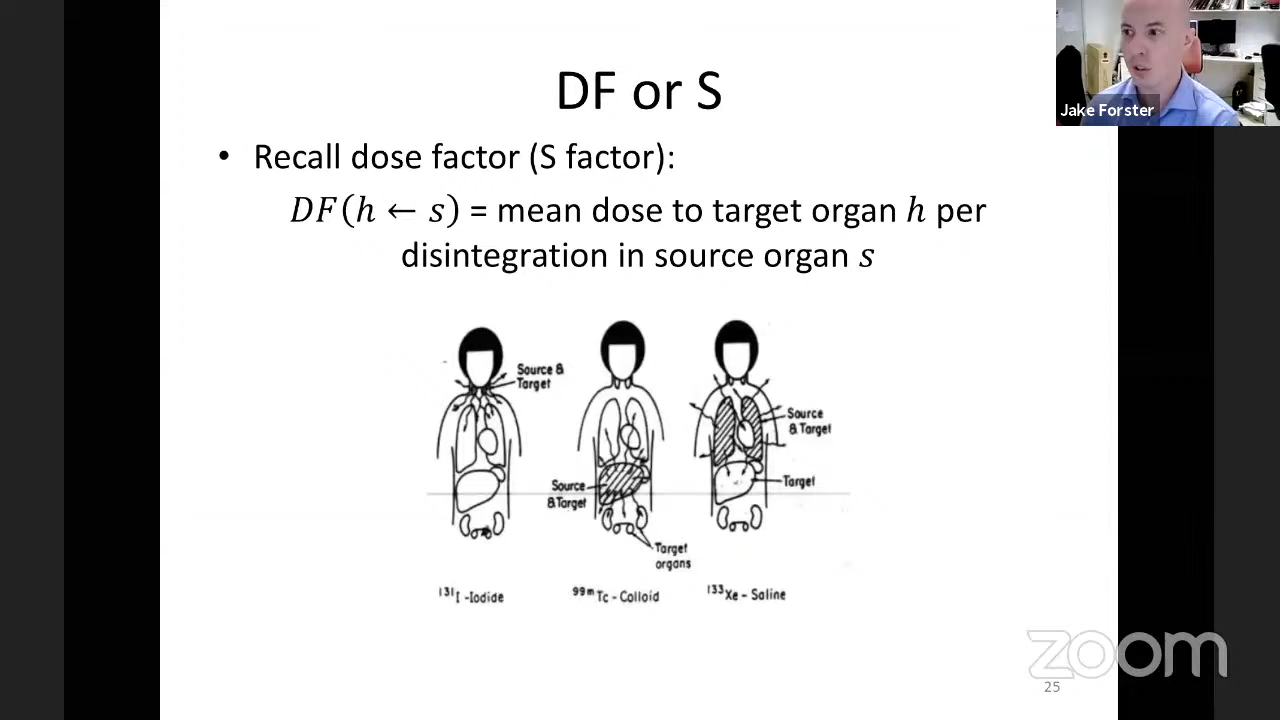 DF or S
Jake Forster
• Recall dose factor (S factor):
DF(h ← s) = mean dose to target organ h per
disintegration in source organ s
Source &
Target
Source
& Target
Target
organs
Source
& Target
Target
131I -Iodide
99mTc - Colloid
133Xe - Saline
zoom
25